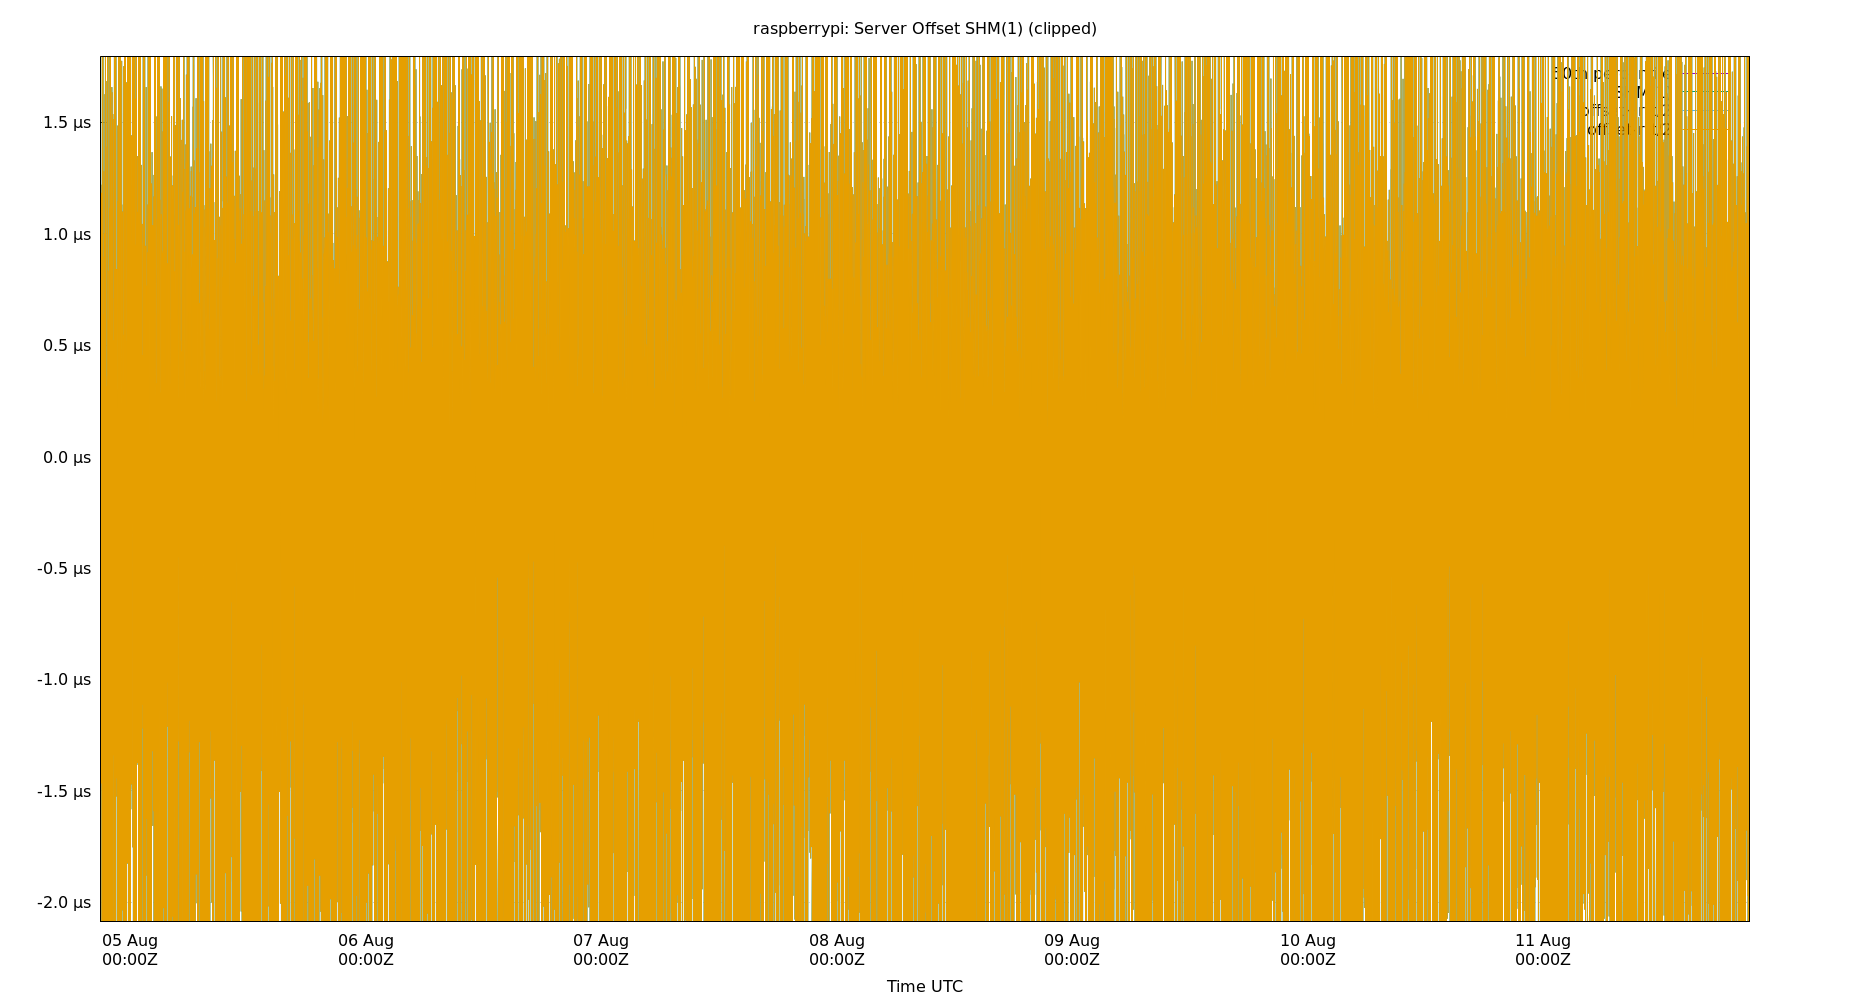 raspberrypi: Server Offset SHM(1) (clipped)
1.5 µs
1.0 µs
0.5 µs
0.0 µs
-0.5 µs
-1.0 µs
-1.5 µs
-2.0 µs
05 Aug 06 Aug 07 Aug 08 Aug 09 Aug 10 Aug 11 Aug
00:00Z 00:00Z 00:00Z 00:00Z 00:00Z 00:00Z 00:00Z
Time UTC